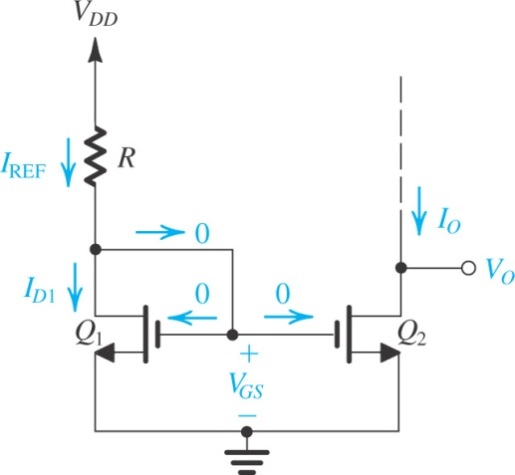 V_DD
I_REF
R
0
I_O
I_D1
0
0
V_O
Q_1
Q_2
+
V_GS
−